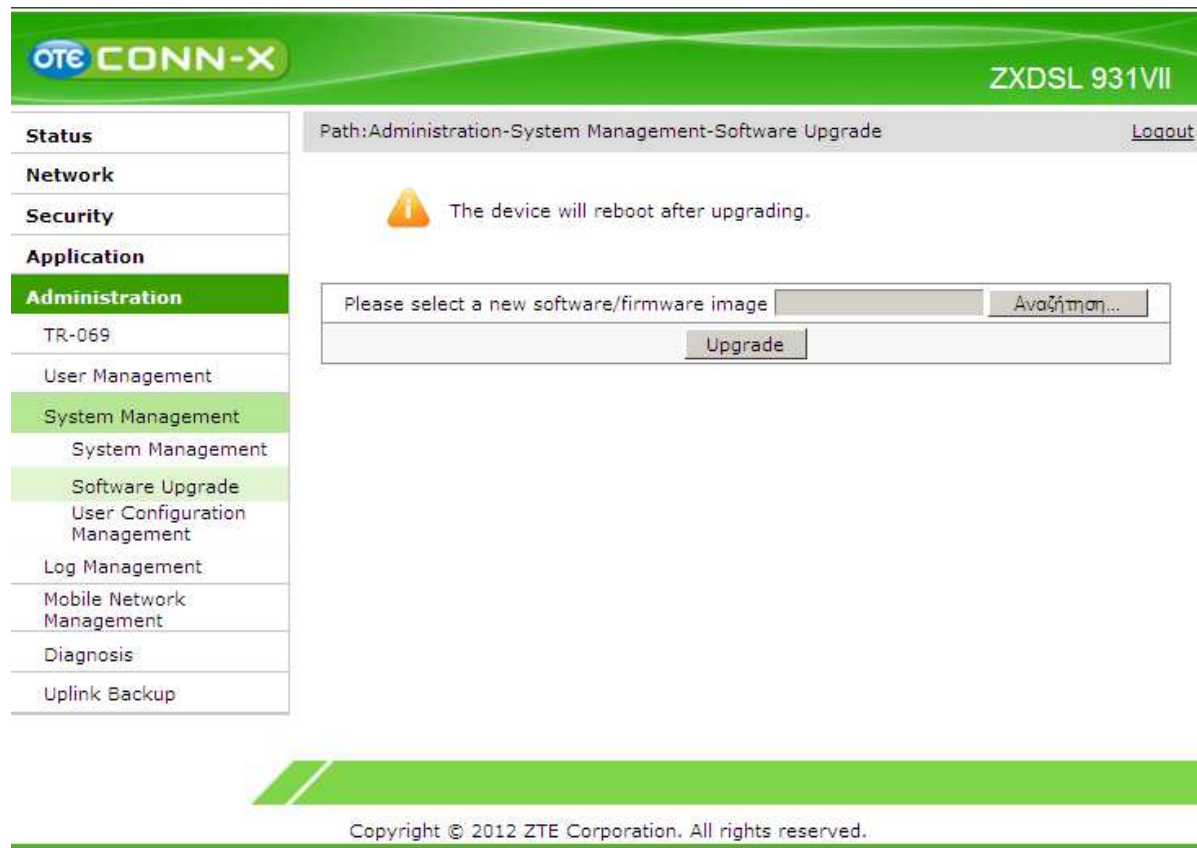 OTE CONN-X
ZXDSL 931VII
Status
Network
Security
Application
Administration
TR-069
User Management
System Management
System Management
Software Upgrade
User Configuration
Management
Log Management
Mobile Network
Management
Diagnosis
Uplink Backup
Path:Administration-System Management-Software Upgrade
Logout
The device will reboot after upgrading.
Please select a new software/firmware image
Αναζήτηση...
Upgrade
Copyright © 2012 ZTE Corporation. All rights reserved.